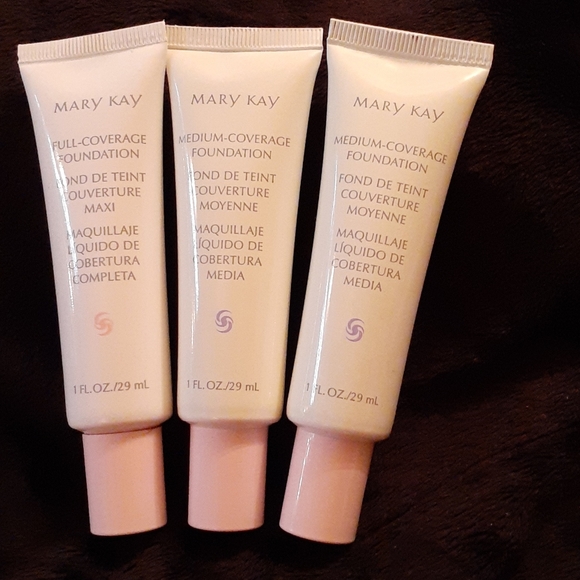 MARY KAY
FULL-COVERAGE
FOUNDATION
FOND DE TEINT
COUVERTURE
MAXI
MAQUILLAJE
LÍQUIDO DE
COBERTURA
COMPLETA
1 FL. OZ./29 mL
MARY KAY
MEDIUM-COVERAGE
FOUNDATION
FOND DE TEINT
COUVERTURE
MOYENNE
MAQUILLAJE
LÍQUIDO DE
COBERTURA
MEDIA
1 FL. OZ./29 mL
MARY KAY
MEDIUM-COVERAGE
FOUNDATION
FOND DE TEINT
COUVERTURE
MOYENNE
MAQUILLAJE
LÍQUIDO DE
COBERTURA
MEDIA
1 FL. OZ./29 mL